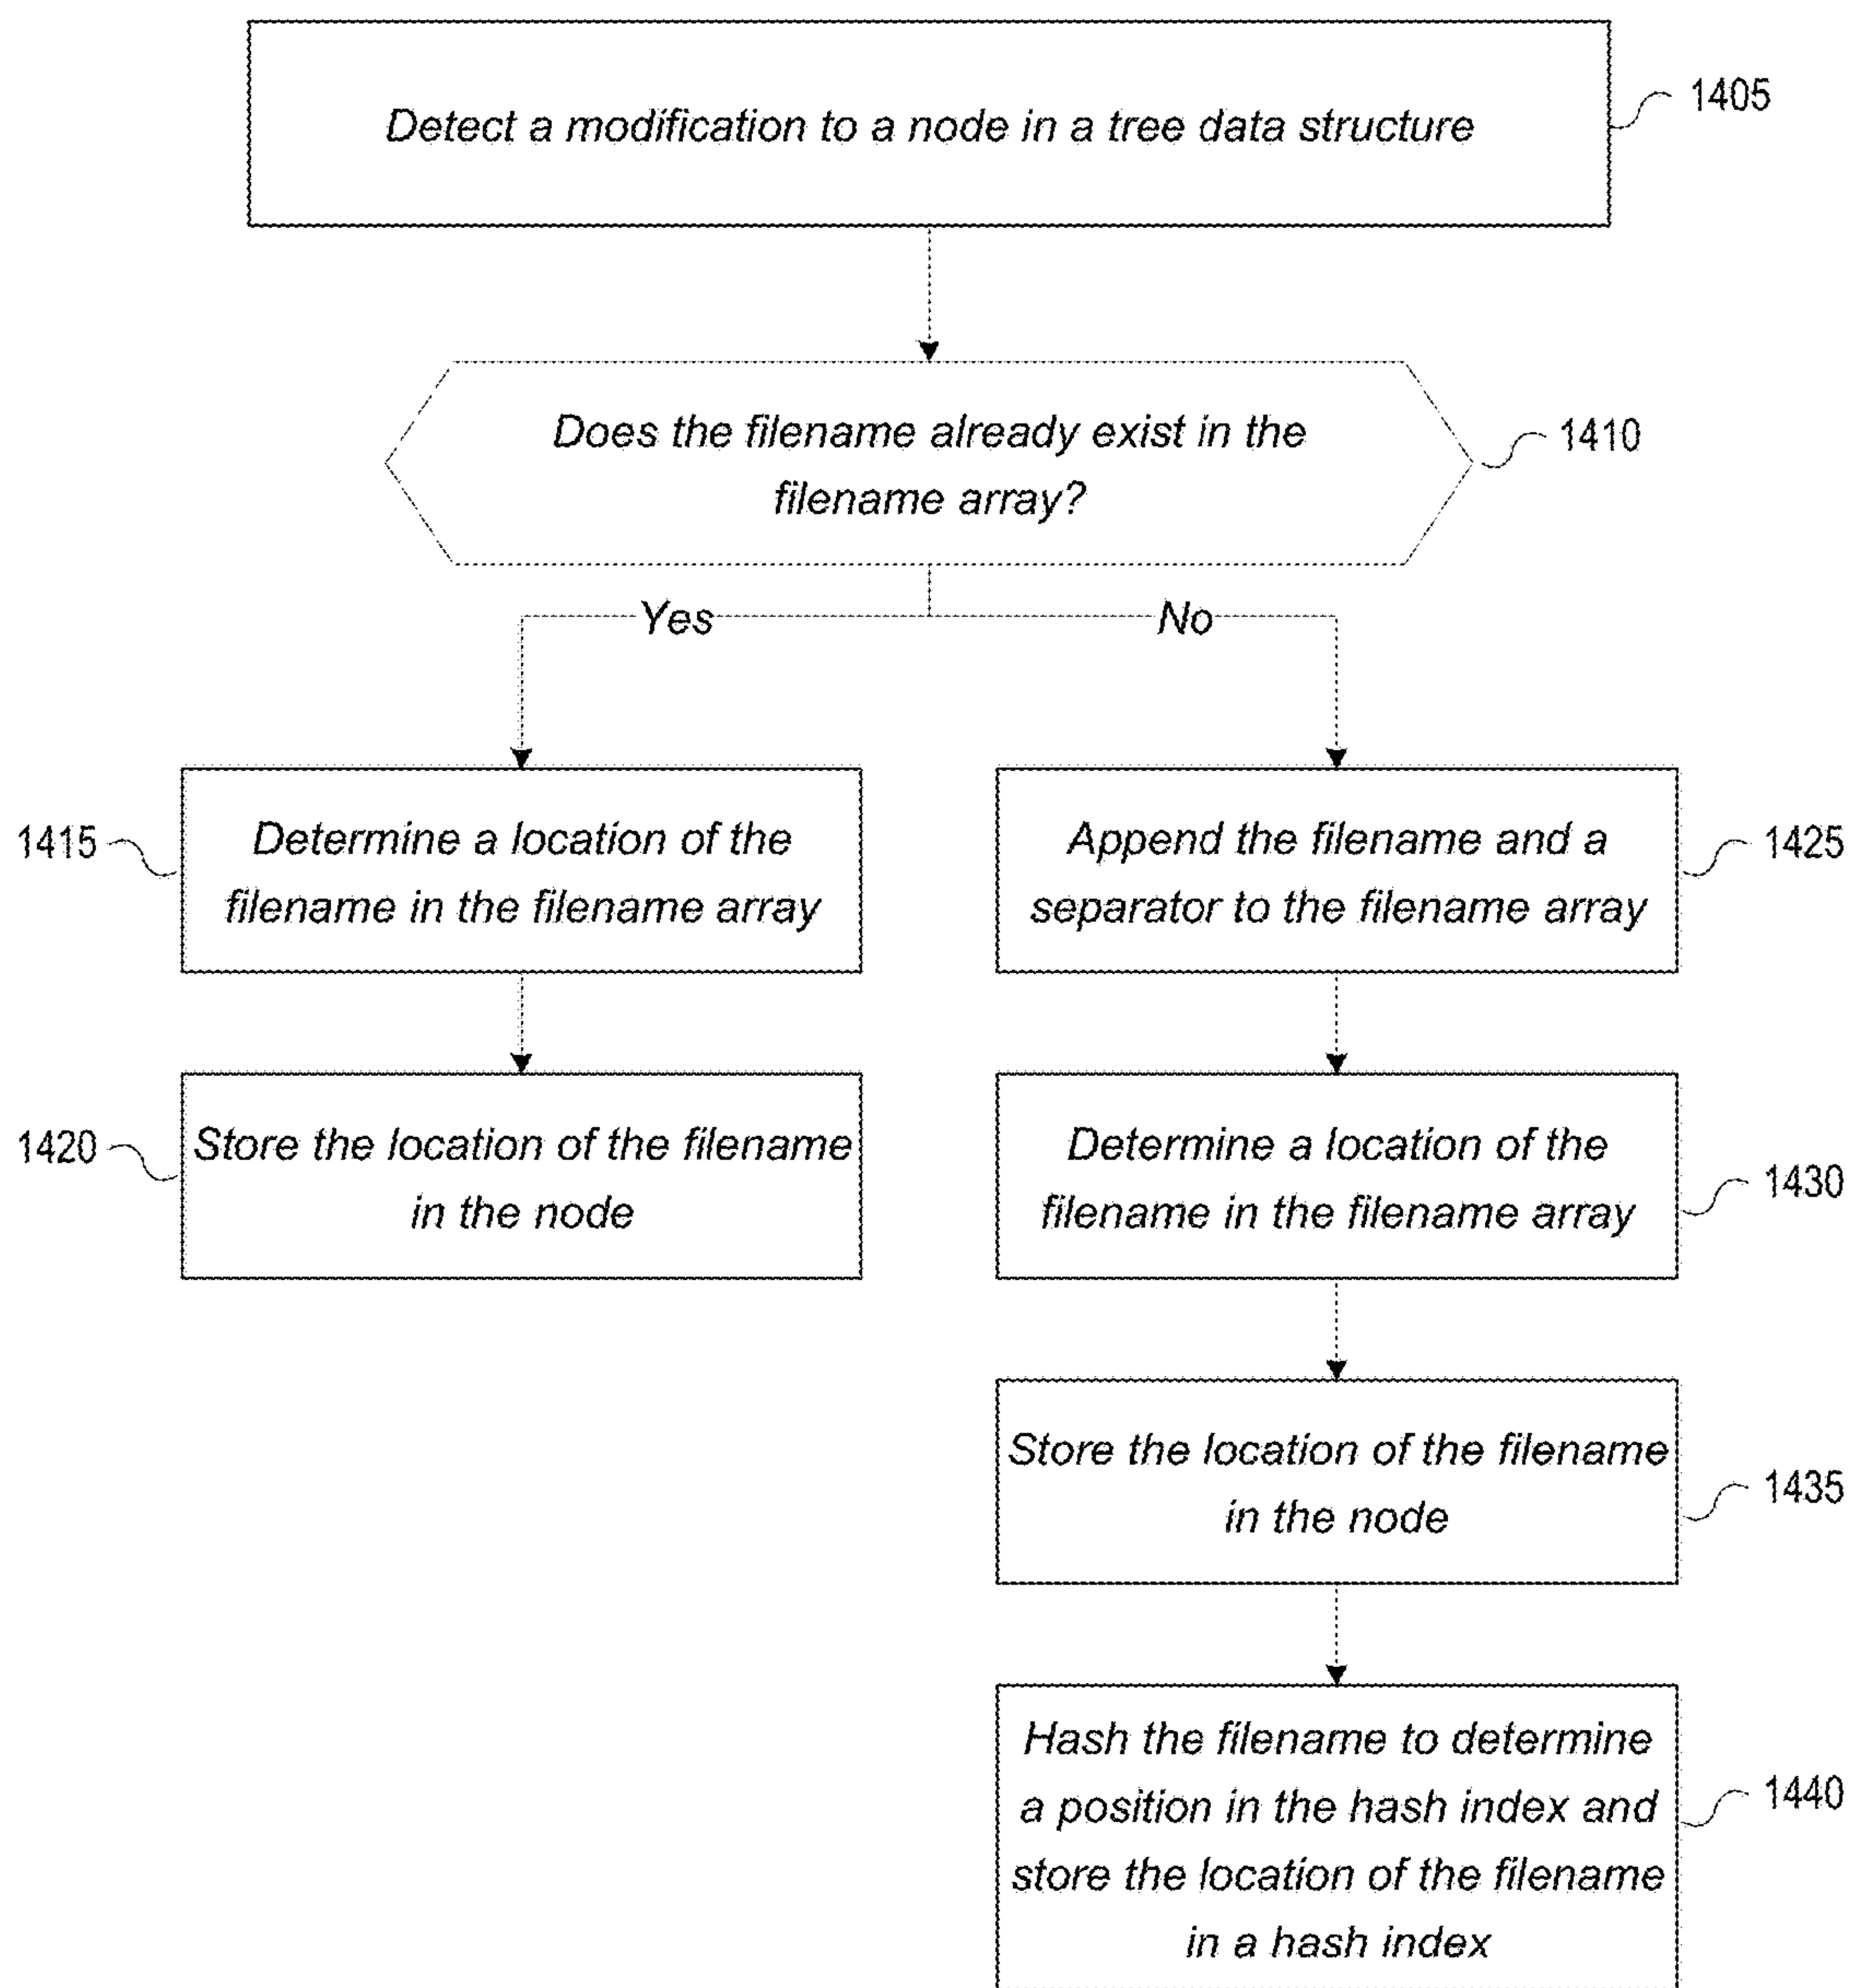 Detect a modification to a node in a tree data structure
1405
Does the filename already exist in the
filename array?
1410
Yes
No
1415
Determine a location of the
filename in the filename array
Append the filename and a
separator to the filename array
1425
1420
Store the location of the filename
in the node
Determine a location of the
filename in the filename array
1430
Store the location of the filename
in the node
1435
Hash the filename to determine
a position in the hash index and
store the location of the filename
in a hash index
1440